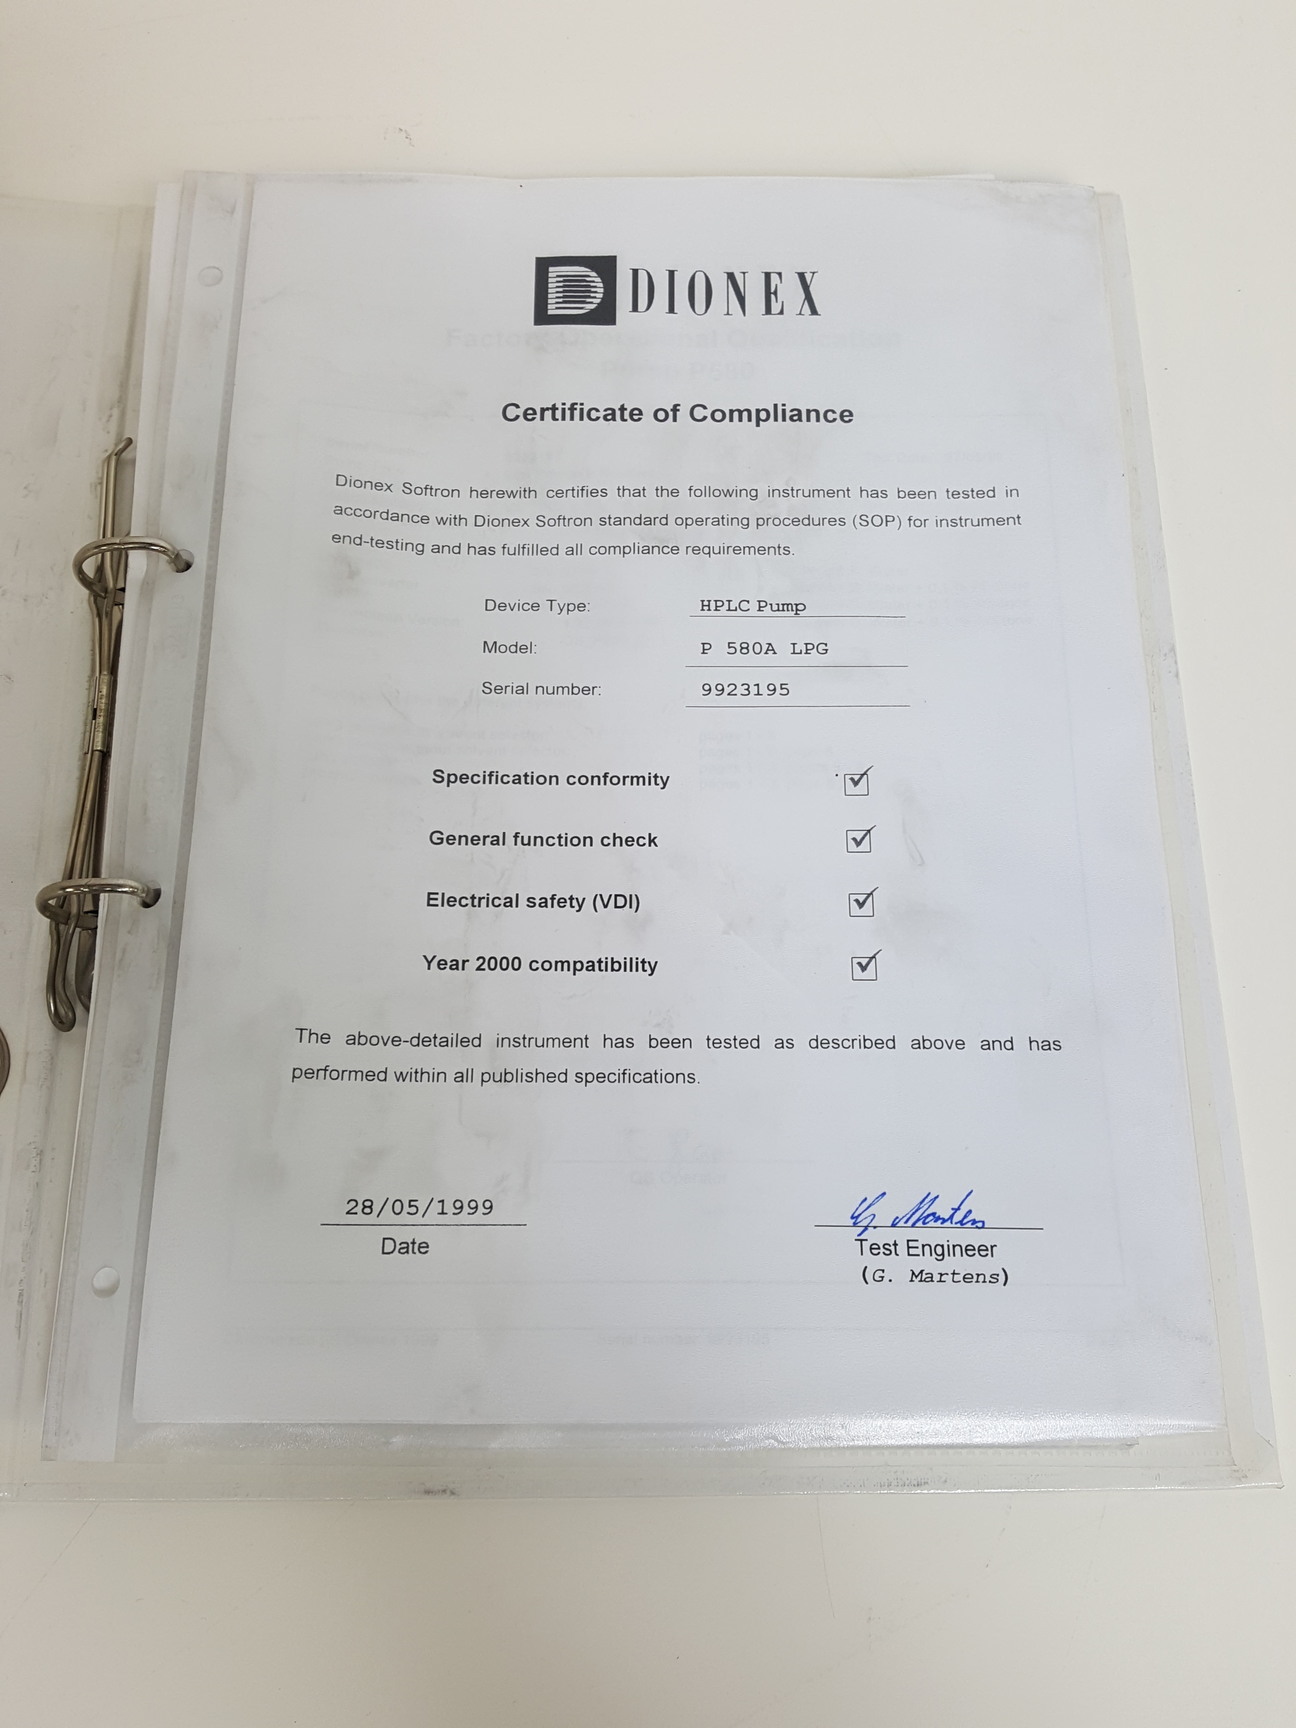 DIONEX
Certificate of Compliance
Dionex Softron herewith certifies that the following instrument has been tested in
accordance with Dionex Softron standard operating procedures (SOP) for instrument
end-testing and has fulfilled all compliance requirements.
Device Type: HPLC Pump
Model: P 580A LPG
Serial number: 9923195
Specification conformity
General function check
Electrical safety (VDI)
Year 2000 compatibility
The above-detailed instrument has been tested as described above and has
performed within all published specifications.
28/05/1999 G. Martens
Date Test Engineer
(G. Martens)